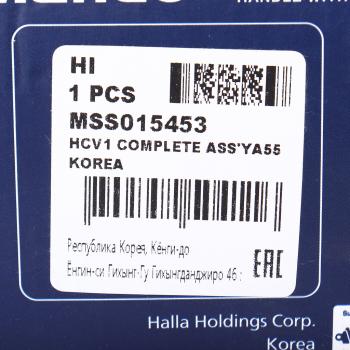 HI
1 PCS
MSS015453
HCV1 COMPLETE ASS'YA55
KOREA
Республика Корея, Кёнги-до
Ёнгин-си Гихынг-Гу Гихынгданджиро 46 :
EAC
Halla Holdings Corp.
Korea